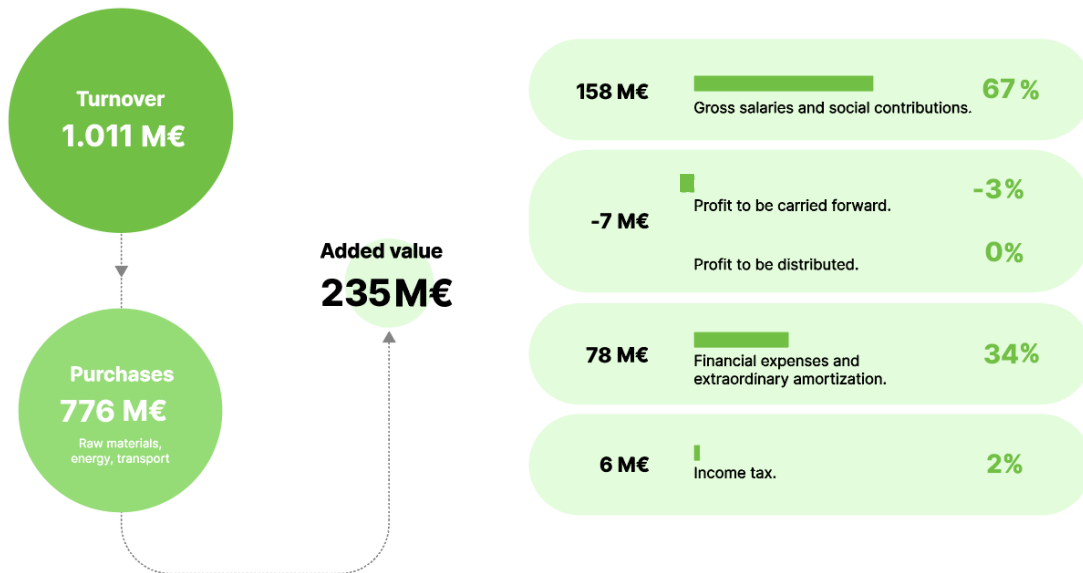 Turnover
1.011 M€
Purchases
776 M€
Raw materials,
energy, transport
Added value
235M€
158 M€
Gross salaries and social contributions.
67 %
-7 M€
Profit to be carried forward.
-3%
Profit to be distributed.
0%
78 M€
Financial expenses and
extraordinary amortization.
34%
6 M€
Income tax.
2%